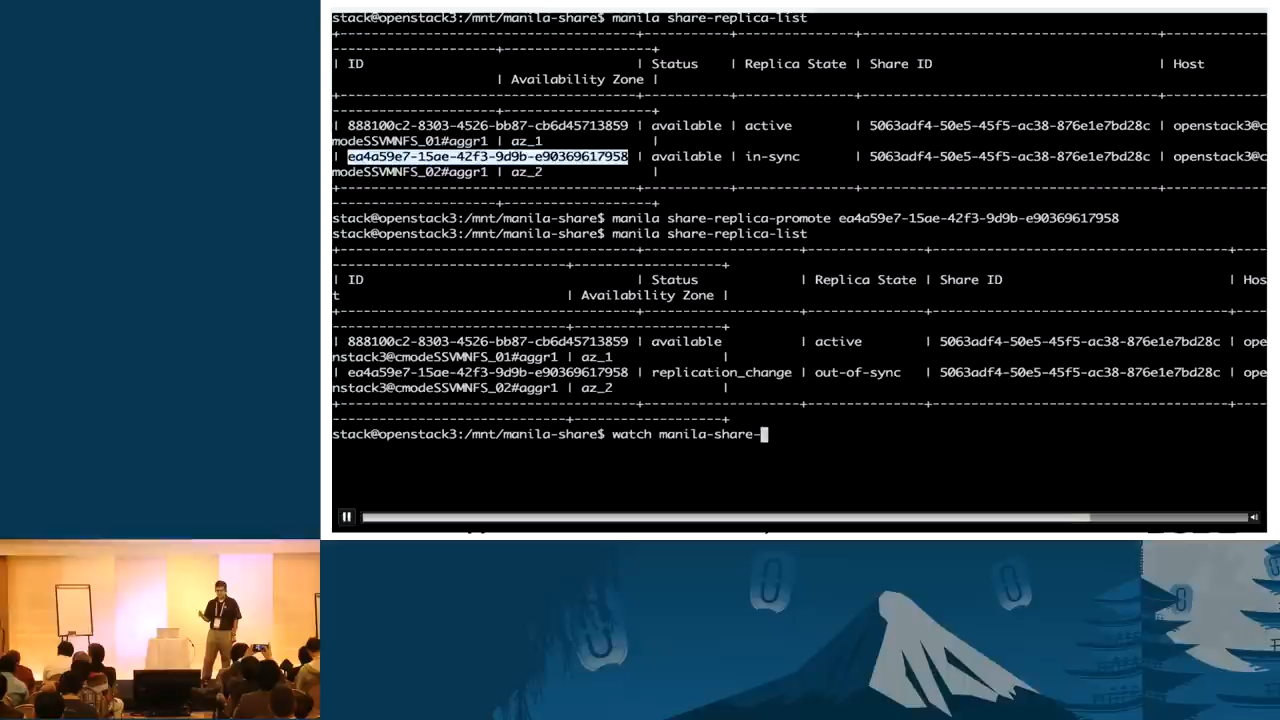 stack@openstack3:/mnt/manila-share$ manila share-replica-list
+-----------------------------------------+-----------+---------------+--------------------------------------+-------------
---------------------+-------------------+
| ID | Status | Replica State | Share ID | Host
| Availability Zone |
+-----------------------------------------+-----------+---------------+--------------------------------------+-------------
---------------------+-------------------+
| 888100c2-8303-4526-bb87-cb6d45713859 | available | active | 5063adf4-50e5-45f5-ac38-876e1e7bd28c | openstack3@c
modeSSVMNFS_01#aggr1 | az_1 |
| ea4a59e7-15ae-42f3-9d9b-e90369617958 | available | in-sync | 5063adf4-50e5-45f5-ac38-876e1e7bd28c | openstack3@c
modeSSVMNFS_02#aggr1 | az_2 |
+-----------------------------------------+-----------+---------------+--------------------------------------+-------------
---------------------+-------------------+
stack@openstack3:/mnt/manila-share$ manila share-replica-promote ea4a59e7-15ae-42f3-9d9b-e90369617958
stack@openstack3:/mnt/manila-share$ manila share-replica-list
+--------------------------------------+--------------------+---------------+--------------------------------------+----
------------------------------+-------------------+
| ID | Status | Replica State | Share ID | Hos
t | Availability Zone |
+--------------------------------------+--------------------+---------------+--------------------------------------+----
------------------------------+-------------------+
| 888100c2-8303-4526-bb87-cb6d45713859 | available | active | 5063adf4-50e5-45f5-ac38-876e1e7bd28c | ope
nstack3@cmodeSSVMNFS_01#aggr1 | az_1 |
| ea4a59e7-15ae-42f3-9d9b-e90369617958 | replication_change | out-of-sync | 5063adf4-50e5-45f5-ac38-876e1e7bd28c | ope
nstack3@cmodeSSVMNFS_02#aggr1 | az_2 |
+--------------------------------------+--------------------+---------------+--------------------------------------+----
------------------------------+-------------------+
stack@openstack3:/mnt/manila-share$ watch manila-share-